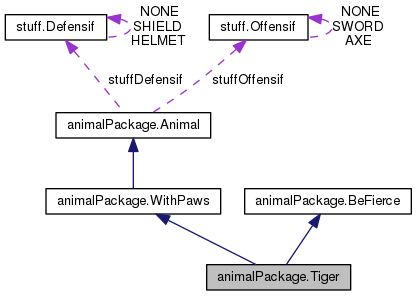 stuff.Defensif
NONE
SHIELD
HELMET
stuff.Offensif
NONE
SWORD
AXE
stuffDefensif
stuffOffensif
animalPackage.Animal
animalPackage.WithPaws
animalPackage.BeFierce
animalPackage.Tiger